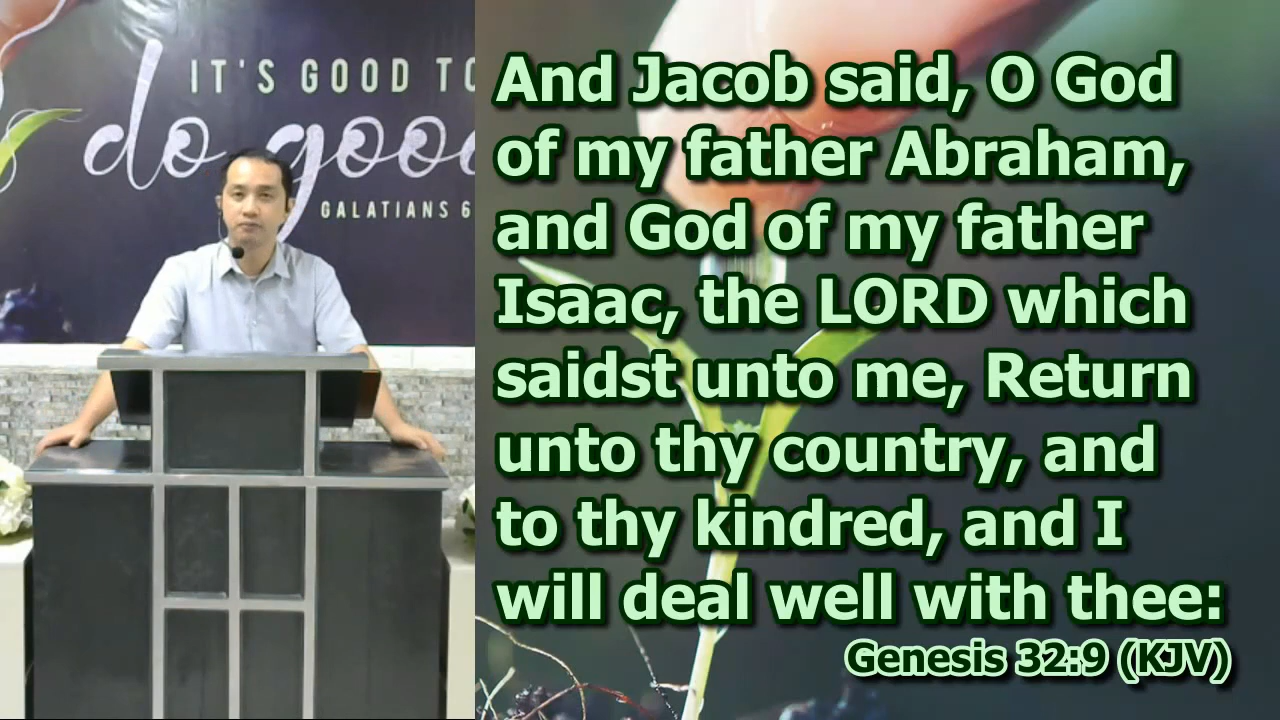 IT'S GOOD TO
do good
GALATIANS 6
And Jacob said, O God
of my father Abraham,
and God of my father
Isaac, the LORD which
saidst unto me, Return
unto thy country, and
to thy kindred, and I
will deal well with thee:
Genesis 32:9 (KJV)